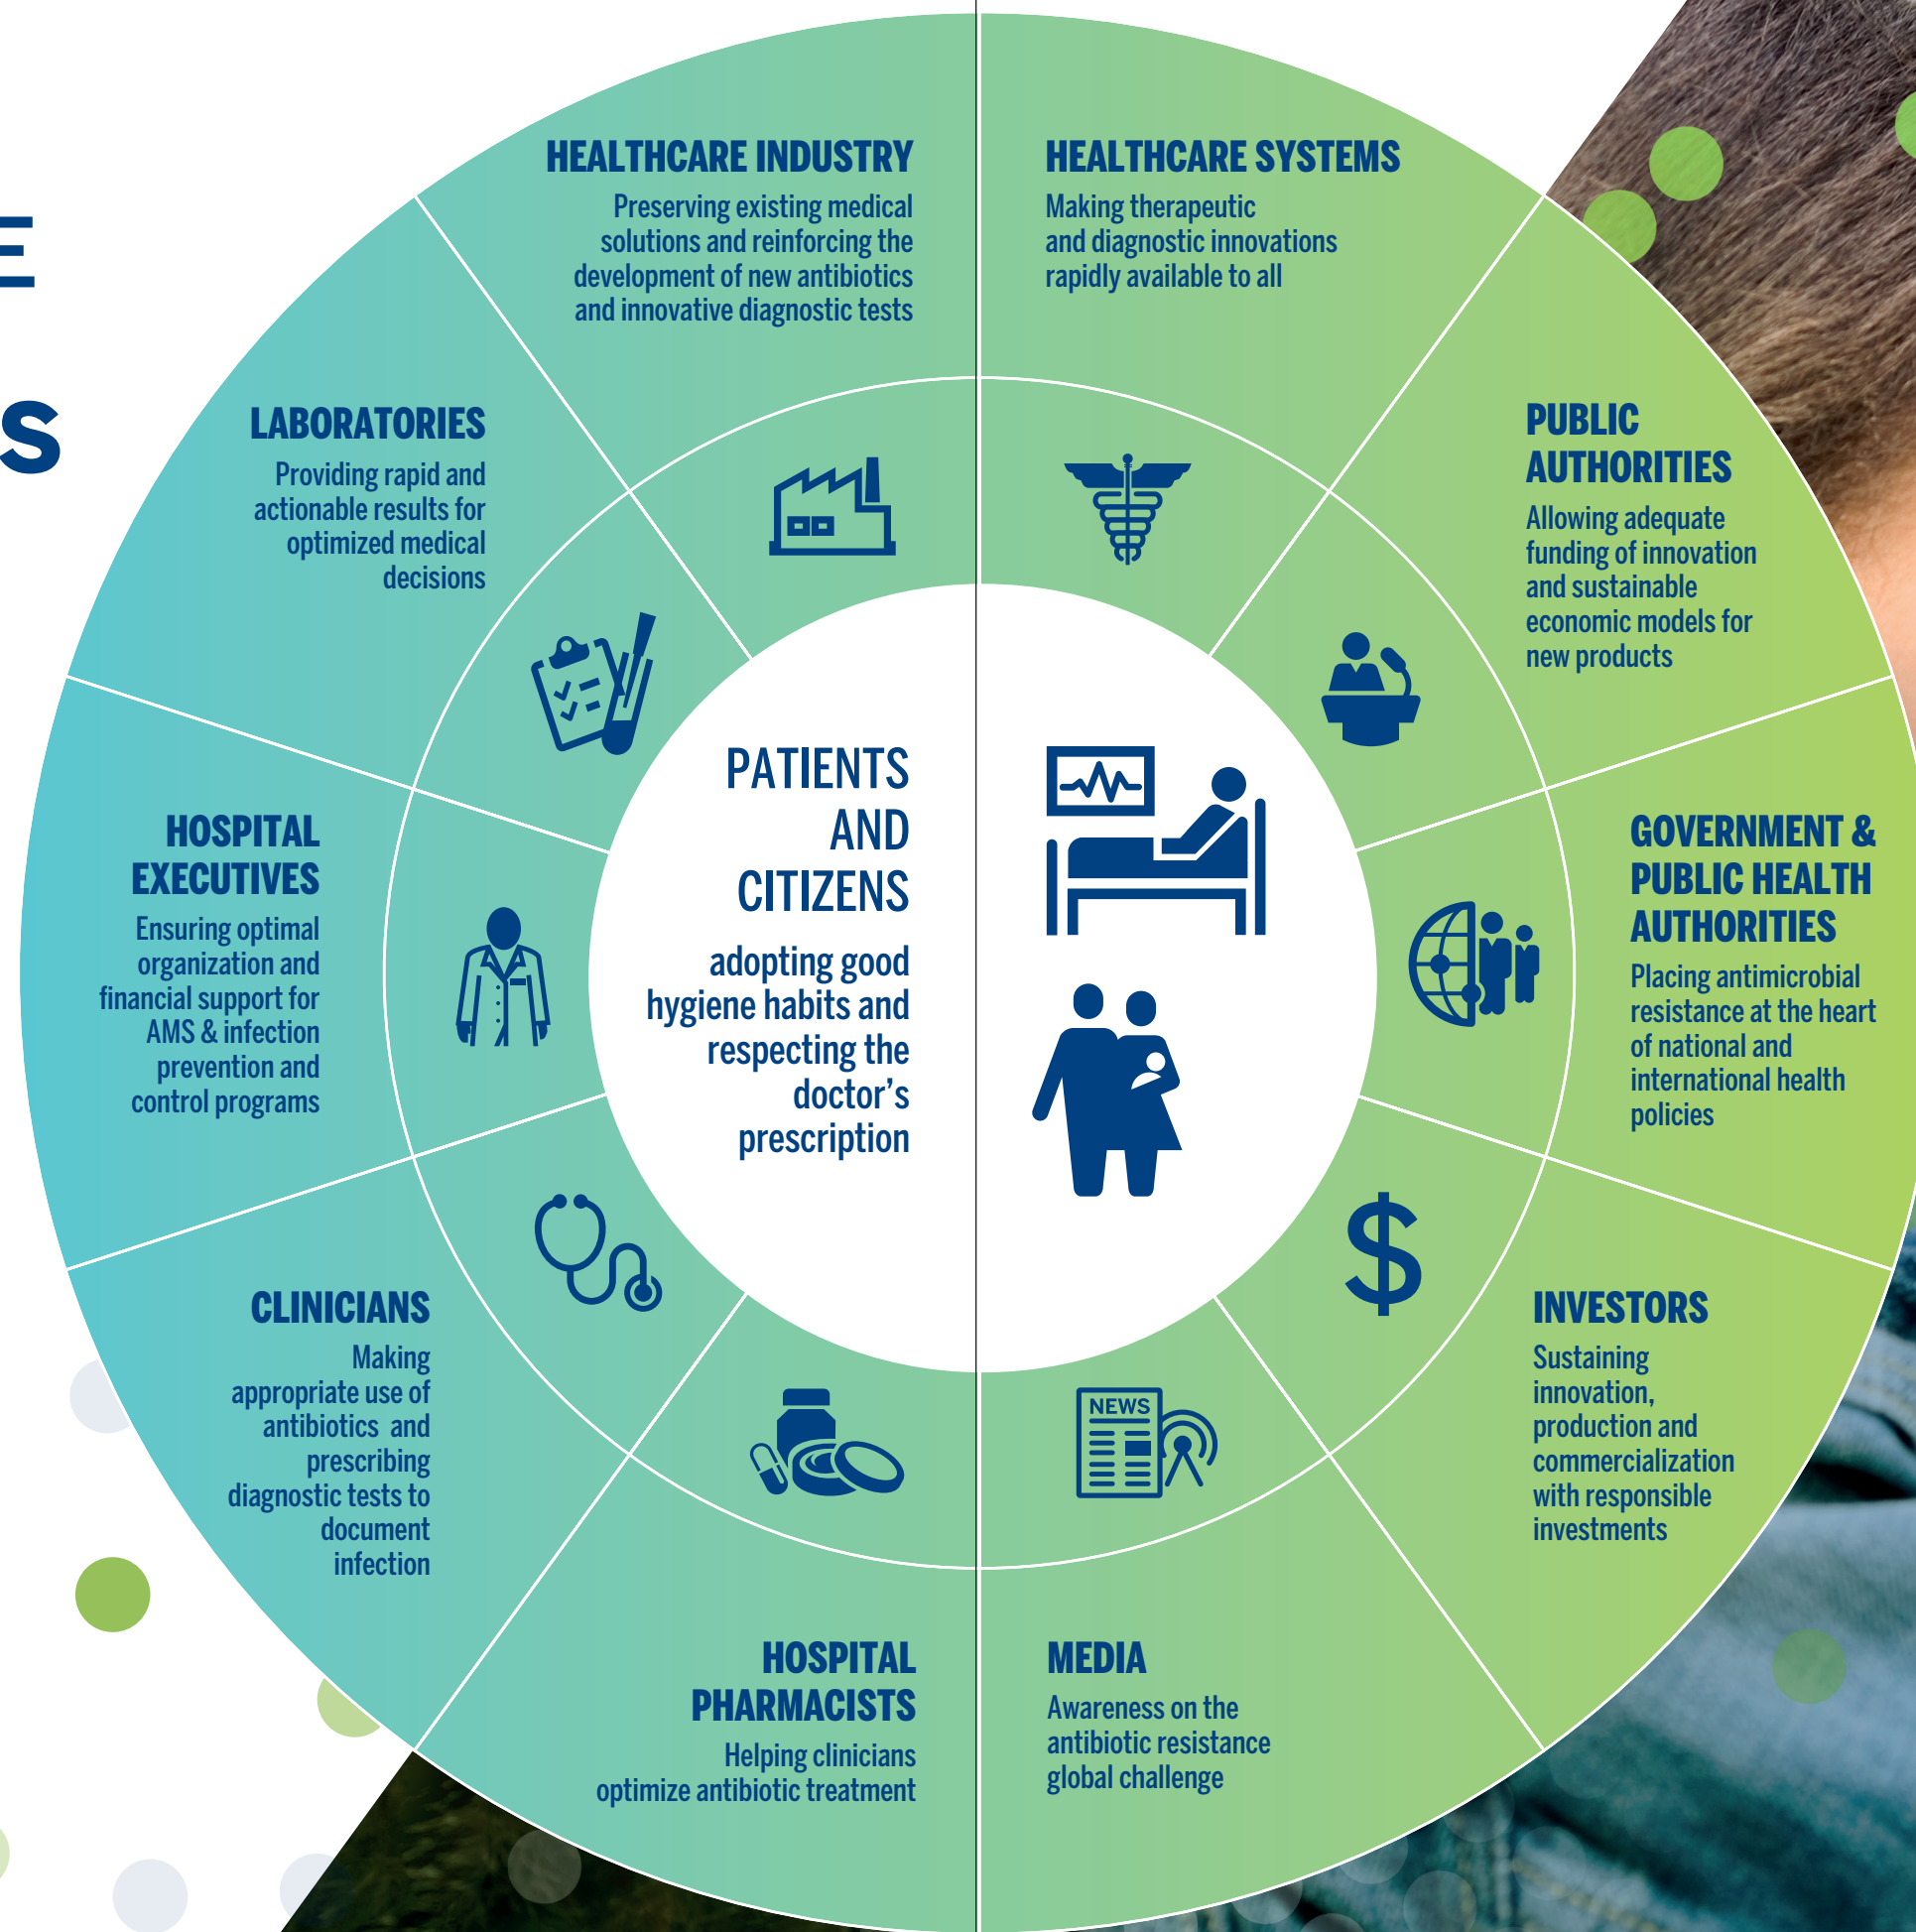 E
S
HEALTHCARE INDUSTRY
Preserving existing medical
solutions and reinforcing the
development of new antibiotics
and innovative diagnostic tests
HEALTHCARE SYSTEMS
Making therapeutic
and diagnostic innovations
rapidly available to all
LABORATORIES
Providing rapid and
actionable results for
optimized medical
decisions
PUBLIC
AUTHORITIES
Allowing adequate
funding of innovation
and sustainable
economic models for
new products
HOSPITAL
EXECUTIVES
Ensuring optimal
organization and
financial support for
AMS & infection
prevention and
control programs
PATIENTS
AND
CITIZENS
adopting good
hygiene habits and
respecting the
doctor’s
prescription
GOVERNMENT &
PUBLIC HEALTH
AUTHORITIES
Placing antimicrobial
resistance at the heart
of national and
international health
policies
CLINICIANS
Making
appropriate use of
antibiotics and
prescribing
diagnostic tests to
document
infection
$
INVESTORS
Sustaining
innovation,
production and
commercialization
with responsible
investments
NEWS
HOSPITAL
PHARMACISTS
Helping clinicians
optimize antibiotic treatment
MEDIA
Awareness on the
antibiotic resistance
global challenge